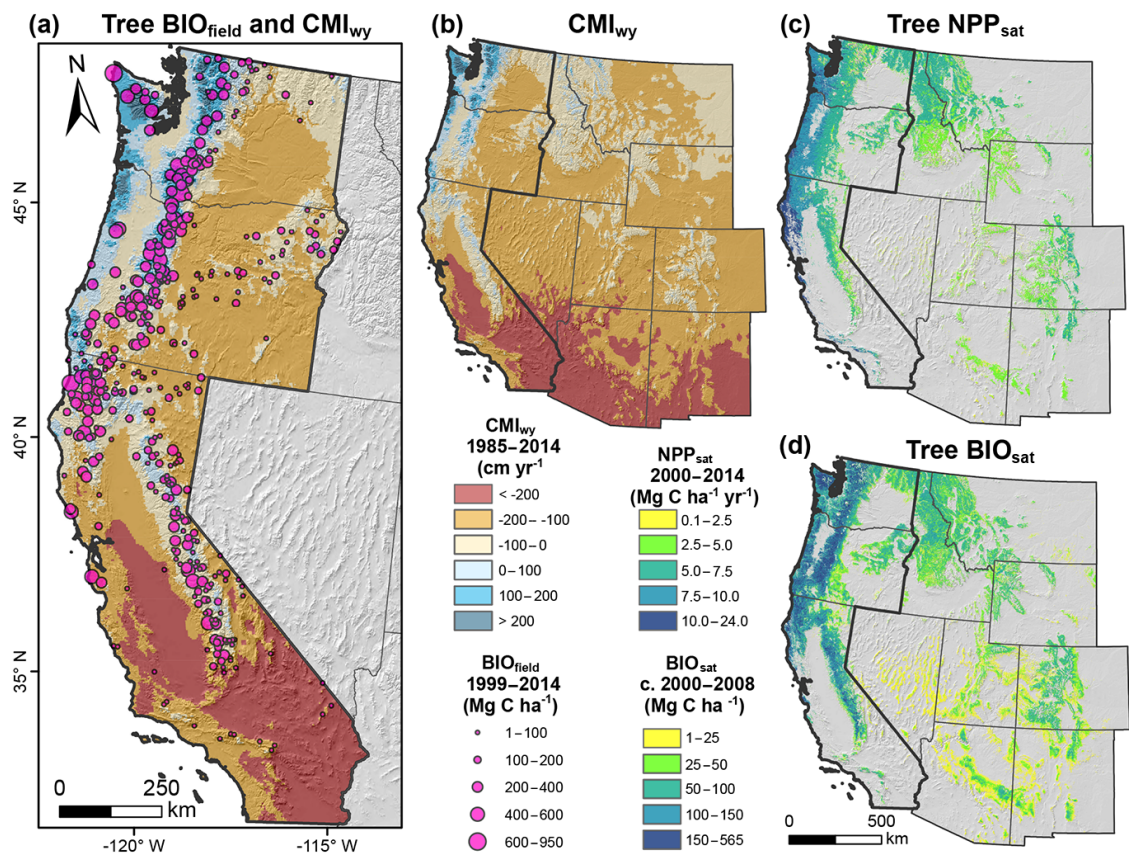 (a) Tree BIOfield and CMIwy
N
45° N
40° N
35° N
0 250
km
-120° W -115° W
(b) CMIwy
CMIwy
1985–2014
(cm yr-1)
< -200
-200– -100
-100–0
0–100
100–200
> 200
BIOfield
1999–2014
(Mg C ha-1)
1–100
100–200
200–400
400–600
600–950
NPPsat
2000–2014
(Mg C ha-1 yr-1)
0.1–2.5
2.5–5.0
5.0–7.5
7.5–10.0
10.0–24.0
BIOsat
c. 2000–2008
(Mg C ha -1)
1–25
25–50
50–100
100–150
150–565
(c) Tree NPPsat
(d) Tree BIOsat
0 500
km